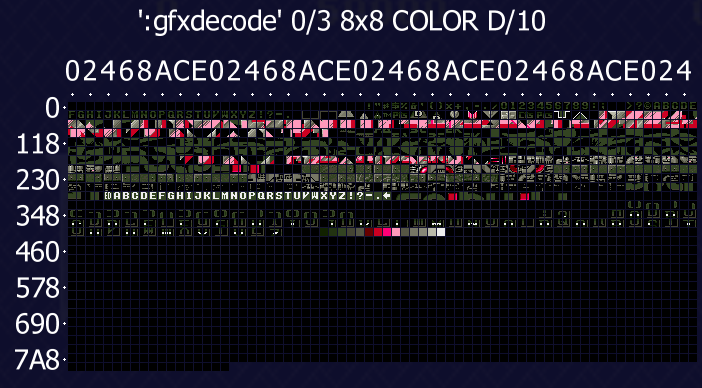 ':gfxdecode' 0/3 8x8 COLOR D/10
02468ACE02468ACE02468ACE02468ACE024
0
118
230
ABCDEFGHIJKLMNOPQRSTUVWXYZ!?-.←
348
460
578
690
7A8